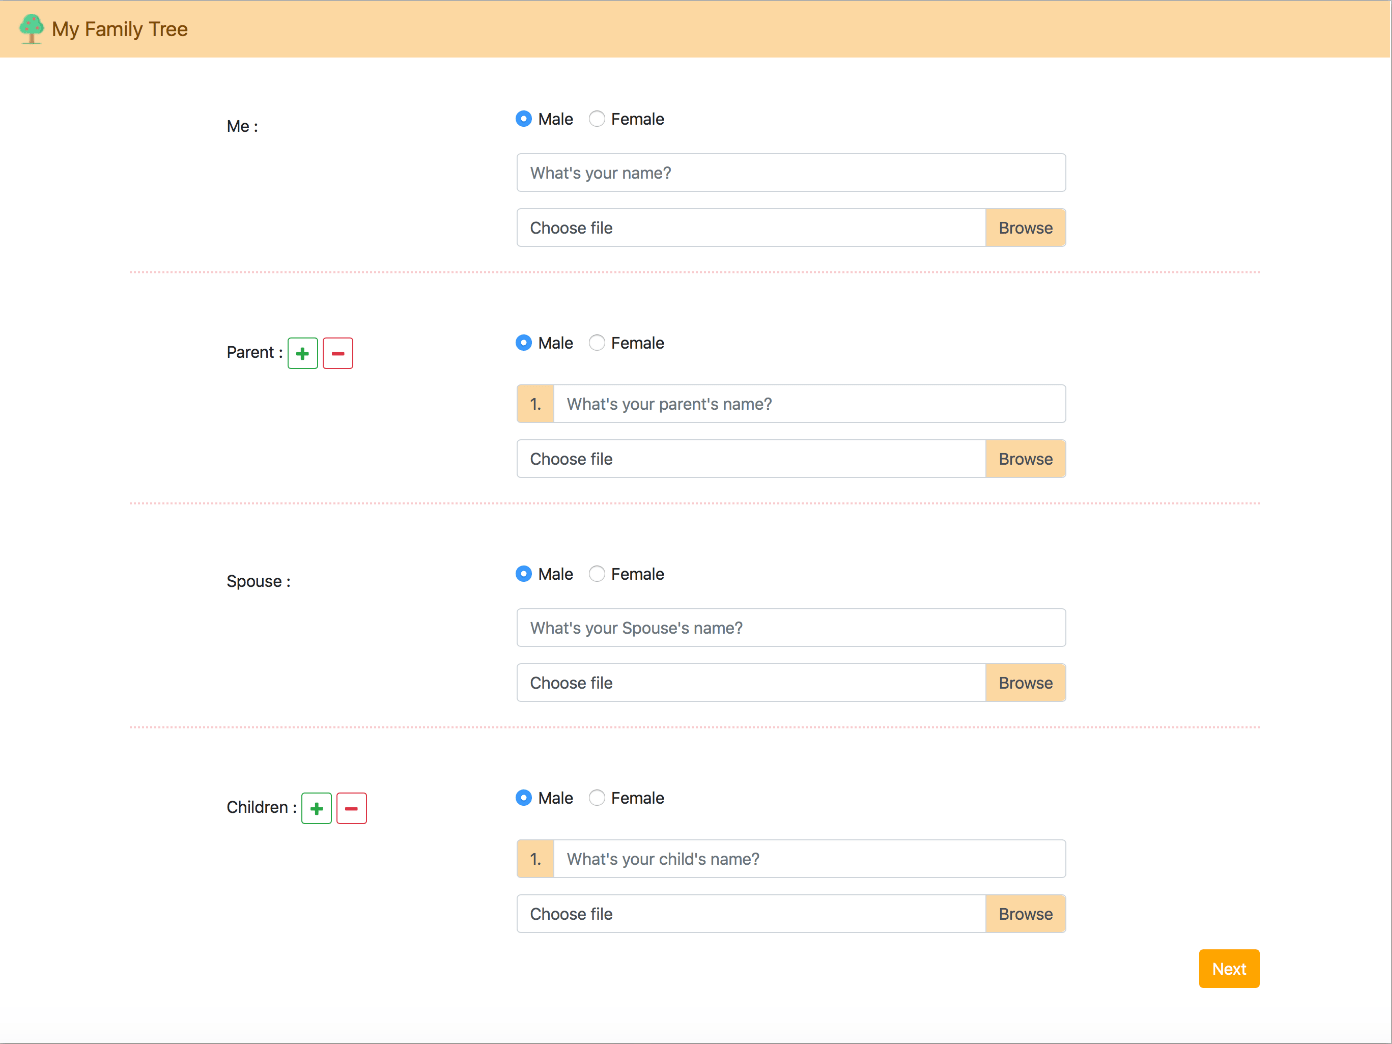 My Family Tree
Me :
Male Female
What's your name?
Choose file Browse
Parent :
Male Female
1. What's your parent's name?
Choose file Browse
Spouse :
Male Female
What's your Spouse's name?
Choose file Browse
Children :
Male Female
1. What's your child's name?
Choose file Browse
Next